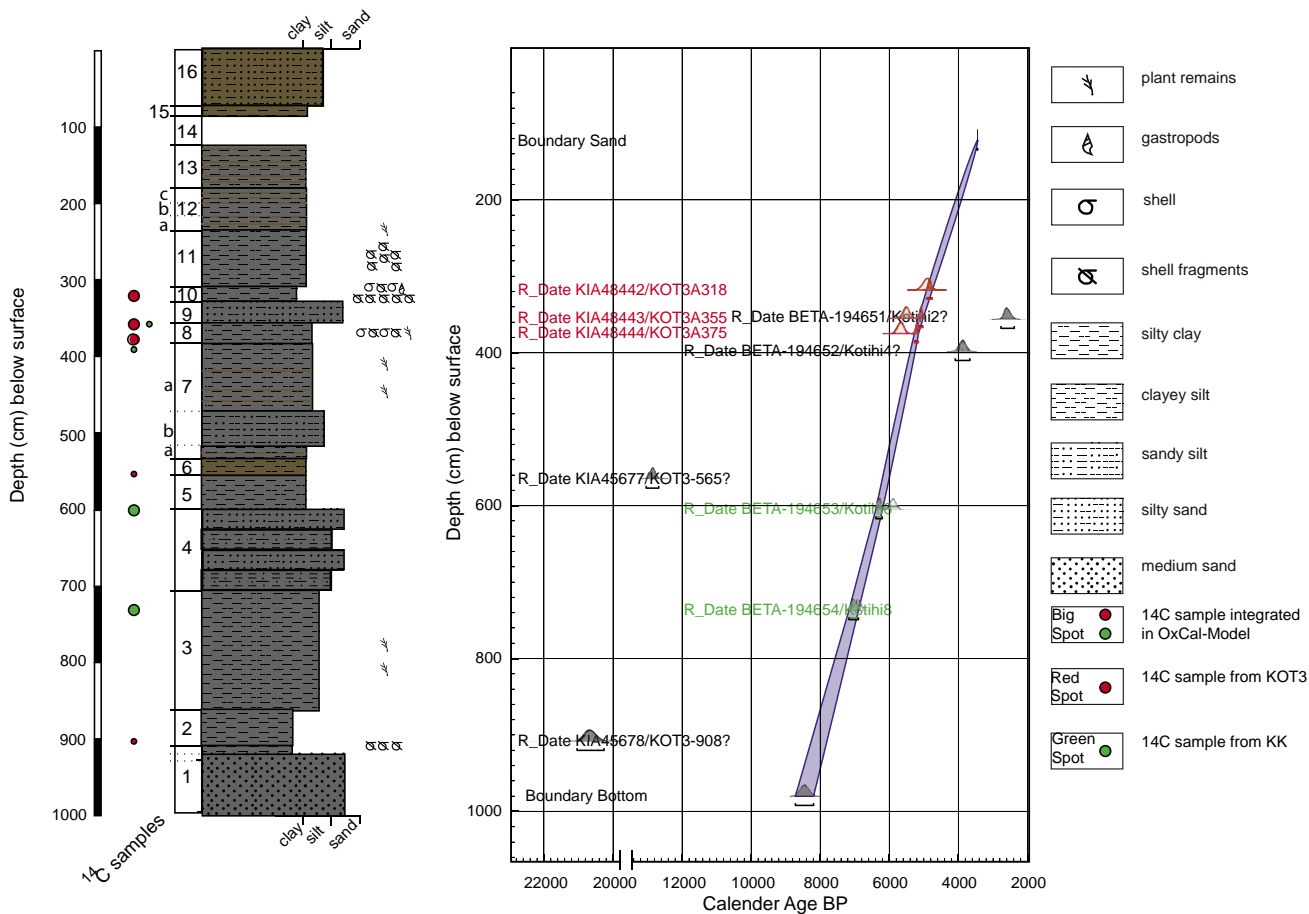 clay
silt
sand
16
15
14
13
c
b
12
a
11
10
9
8
7
a
b
a
6
5
4
3
2
1
100
200
300
400
500
600
700
800
900
1000
Depth (cm) below surface
14C samples
clay
silt
sand
Boundary Sand
R_Date KIA48442/KOT3A318
R_Date KIA48443/KOT3A355
R_Date BETA-194651/Kotihi2?
R_Date KIA48444/KOT3A375
R_Date BETA-194652/Kotihi4?
R_Date KIA45677/KOT3-565?
R_Date BETA-194653/Kotihi6
R_Date BETA-194654/Kotihi8
R_Date KIA45678/KOT3-908?
Boundary Bottom
200
400
600
800
1000
Depth (cm) below surface
22000
20000
12000
10000
8000
6000
4000
2000
Calender Age BP
plant remains
gastropods
shell
shell fragments
silty clay
clayey silt
sandy silt
silty sand
medium sand
Big
Spot
14C sample integrated
in OxCal-Model
Red
Spot
14C sample from KOT3
Green
Spot
14C sample from KK